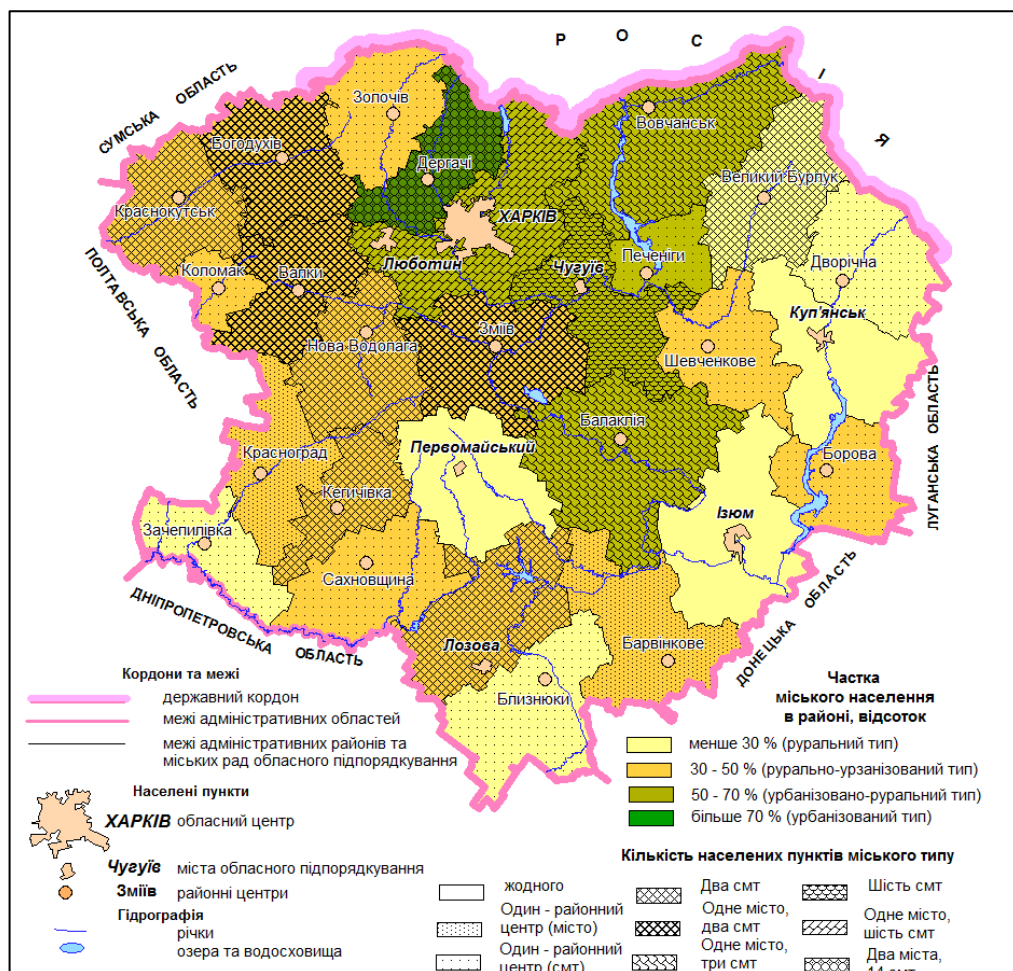 Р О С І Я
СУМСЬКА ОБЛАСТЬ
ПОЛТАВСЬКА ОБЛАСТЬ
ДНІПРОПЕТРОВСЬКА ОБЛАСТЬ
ДОНЕЦЬКА ОБЛАСТЬ
ЛУГАНСЬКА ОБЛАСТЬ
Золочів
Вовчанськ
Богодухів
Дергачі
Великий Бурлук
Краснокутськ
ХАРКІВ
Люботин
Чугуїв
Печеніги
Дворічна
Коломак
Валки
Куп'янськ
Нова Водолага
Зміїв
Шевченкове
Балаклія
Первомайський
Красноград
Борова
Кегичівка
Ізюм
Зачепилівка
Сахновщина
Лозова
Барвінкове
Близнюки
Кордони та межі
державний кордон
межі адміністративних областей
межі адміністративних районів та
міських рад обласного підпорядкування
Населені пункти
ХАРКІВ обласний центр
Чугуїв міста обласного підпорядкування
Зміїв районні центри
Гідрографія
річки
озера та водосховища
Частка
міського населення
в районі, відсоток
менше 30 % (руральний тип)
30 - 50 % (рурально-урзанізований тип)
50 - 70 % (урбанізовано-руральний тип)
більше 70 % (урбанізований тип)
Кількість населених пунктів міського типу
жодного
Один - районний
центр (місто)
Один - районний
центр (смт)
Два смт
Одне місто,
два смт
Одне місто,
три смт
Шість смт
Одне місто,
шість смт
Два міста,
14 смт